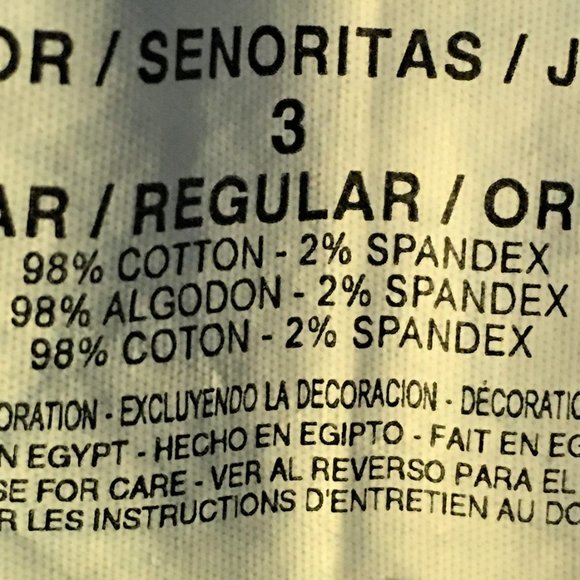 OR / SENORITAS / J
3
AR / REGULAR / OR
98% COTTON - 2% SPANDEX
98% ALGODON - 2% SPANDEX
98% COTON - 2% SPANDEX
ORATION - EXCLUYENDO LA DECORACION - DÉCORATIO
N EGYPT - HECHO EN EGIPTO - FAIT EN EG
SE FOR CARE - VER AL REVERSO PARA EL
R LES INSTRUCTIONS D'ENTRETIEN AU DO